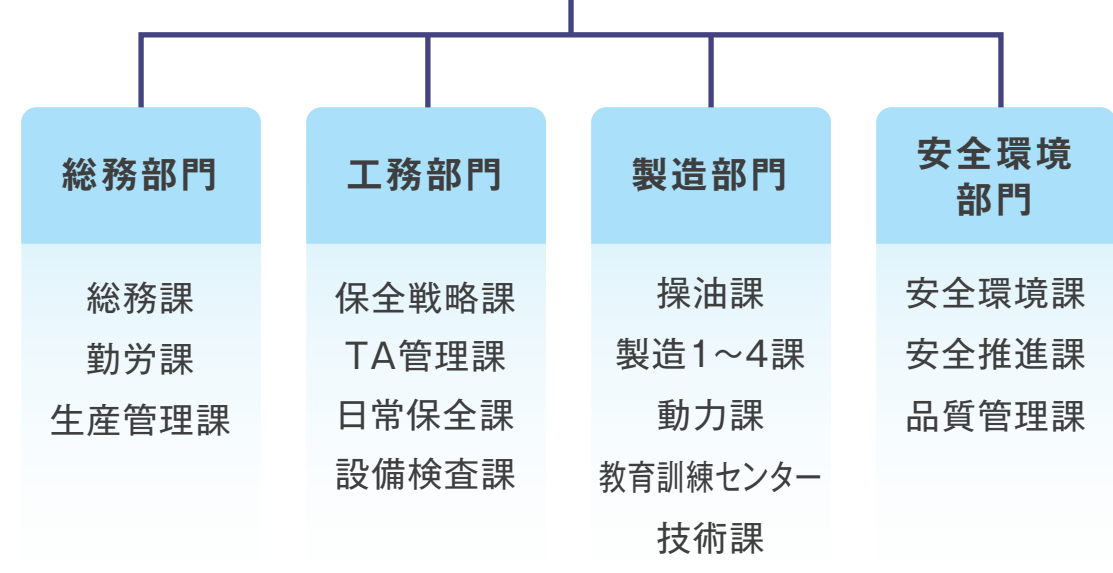 総務部門
総務課
勤労課
生産管理課
工務部門
保全戦略課
TA管理課
日常保全課
設備検査課
製造部門
操油課
製造1～4課
動力課
教育訓練センター
技術課
安全環境
部門
安全環境課
安全推進課
品質管理課